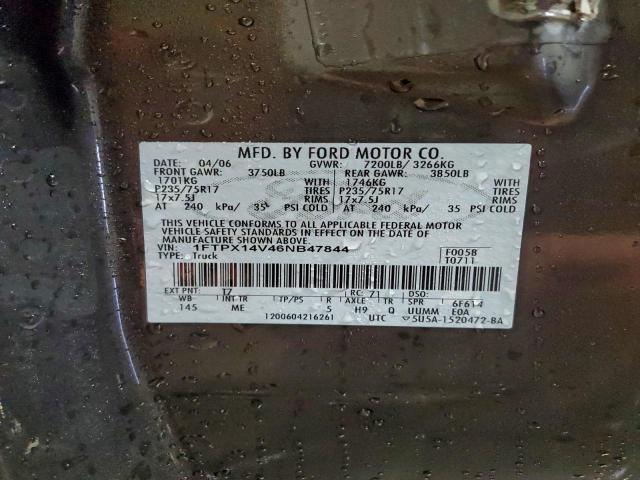 MFD. BY FORD MOTOR CO.
DATE: 04/06 GVWR: 7200LB/ 3266KG
FRONT GAWR: 3750LB REAR GAWR: 3850LB
1701KG WITH 1746KG WITH
P235/75R17 TIRES P235/75R17 TIRES
17x7.5J RIMS 17x7.5J RIMS
AT 240 kPa/ 35 PSI COLD AT 240 kPa/ 35 PSI COLD
THIS VEHICLE CONFORMS TO ALL APPLICABLE FEDERAL MOTOR
VEHICLE SAFETY STANDARDS IN EFFECT ON THE DATE OF MANUFACTURE
SHOWN ABOVE.
VIN: 1FTPX14V46NB47844 F0058
TYPE: Truck T0711
EXT PNT: T7 RC: 71 DSO:
WB INT TR TP/PS R AXLE TR SPR 6F614
145 ME 5 H9 Q UUMM E0A
1200604216261 UTC 5U5A-1520472-BA